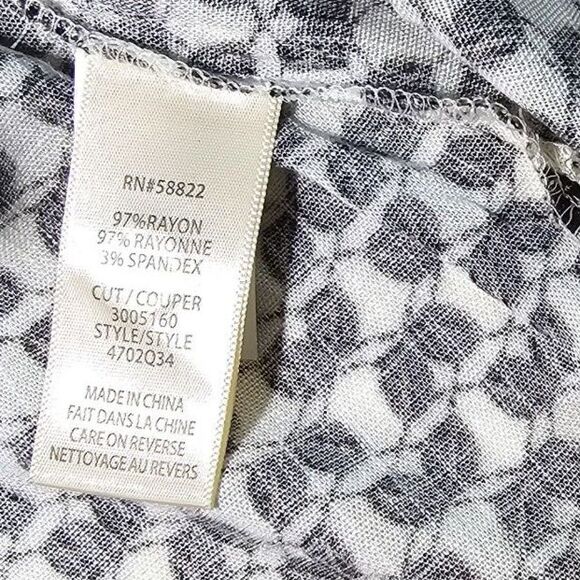 RN#58822
97%RAYON
97% RAYONNE
3% SPANDEX
CUT / COUPER
3005160
STYLE/STYLE
4702Q34
MADE IN CHINA
FAIT DANS LA CHINE
CARE ON REVERSE
NETTOYAGE AU REVERS